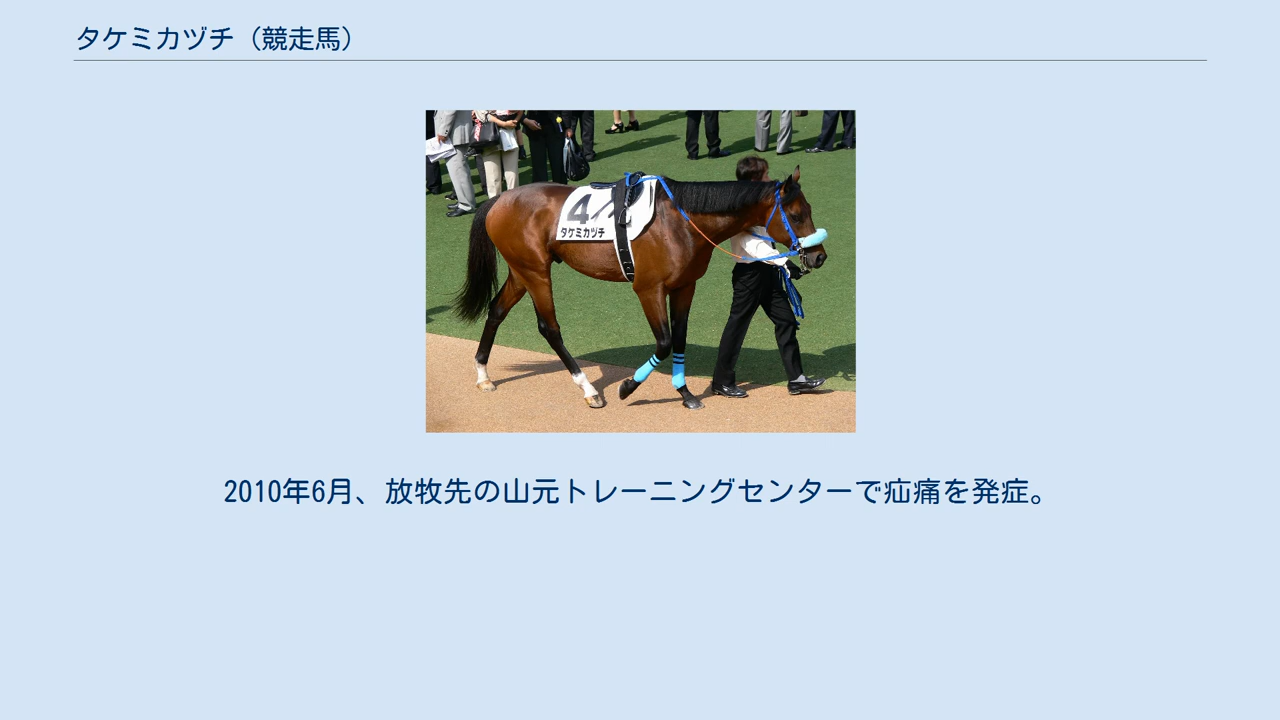 タケミカヅチ（競走馬）
4
タケミカヅチ
2010年6月、放牧先の山元トレーニングセンターで疝痛を発症。